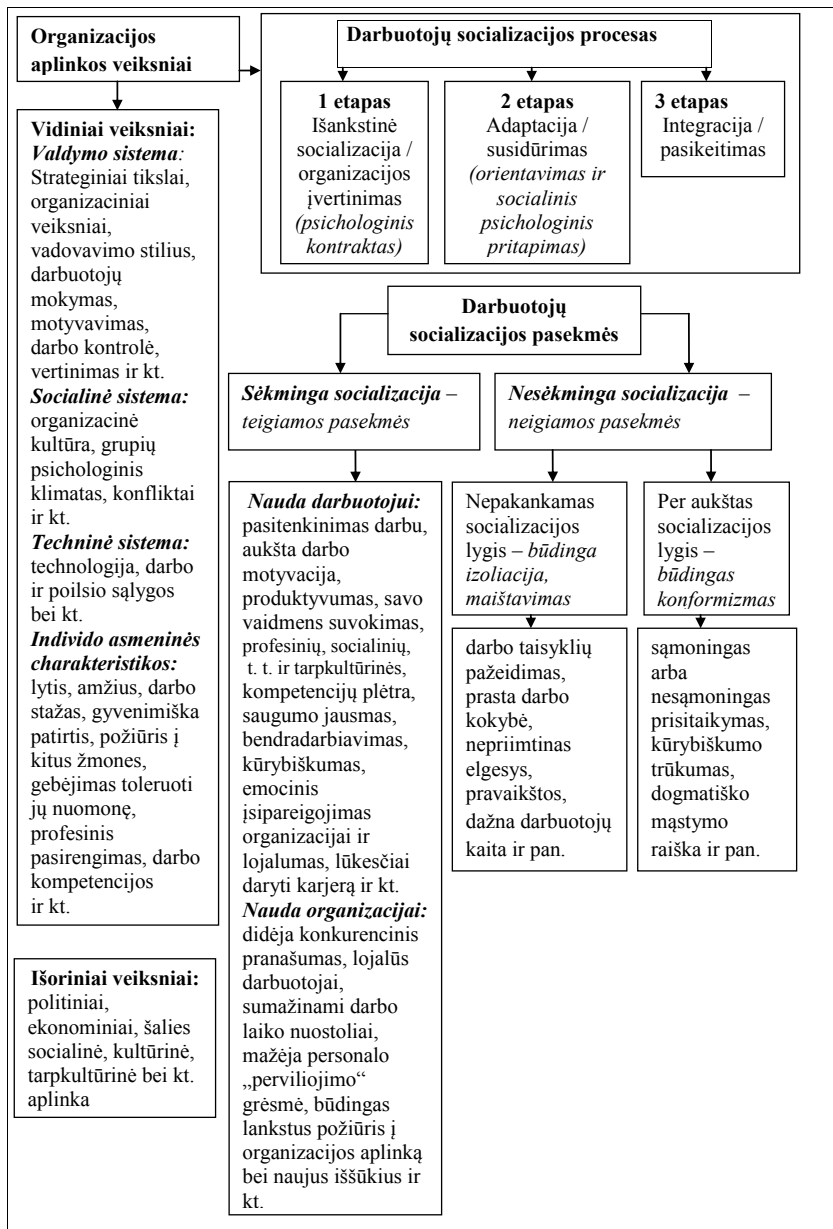 Organizacijos
aplinkos veiksniai
Darbuotojų socializacijos procesas
1 etapas
Išankstinė
socializacija /
organizacijos
įvertinimas
(psichologinis
kontraktas)
2 etapas
Adaptacija /
susidūrimas
(orientavimas ir
socialinis
psichologinis
pritapimas)
3 etapas
Integracija /
pasikeitimas
Vidiniai veiksniai:
Valdymo sistema:
Strateginiai tikslai,
organizaciniai
veiksniai,
vadovavimo stilius,
darbuotojų
mokymas,
motyvavimas,
darbo kontrolė,
vertinimas ir kt.
Socialinė sistema:
organizacinė
kultūra, grupių
psichologinis
klimatas, konfliktai
ir kt.
Techninė sistema:
technologija, darbo
ir poilsio sąlygos
bei kt.
Individo asmeninės
charakteristikos:
lytis, amžius, darbo
stažas, gyvenimiška
patirtis, požiūris į
kitus žmones,
gebėjimas toleruoti
jų nuomonę,
profesinis
pasirengimas, darbo
kompetencijos
ir kt.
Išoriniai veiksniai:
politiniai,
ekonominiai, šalies
socialinė, kultūrinė,
tarpkultūrinė bei kt.
aplinka
Darbuotojų
socializacijos pasekmės
Sėkminga socializacija –
teigiamos pasekmės
Nesėkminga socializacija –
neigiamos pasekmės
Nauda darbuotojui:
pasitenkinimas darbu,
aukšta darbo
motyvacija,
produktyvumas, savo
vaidmens suvokimas,
profesinių, socialinių,
t. t. ir tarpkultūrinės,
kompetencijų plėtra,
saugumo jausmas,
bendradarbiavimas,
kūrybiškumas,
emocinis
įsipareigojimas
organizacijai ir
lojalumas, lūkesčiai
daryti karjerą ir kt.
Nauda organizacijai:
didėja konkurencinis
pranašumas, lojalūs
darbuotojai,
sumažinami darbo
laiko nuostoliai,
mažėja personalo
„perviliojimo“
grėsmė, būdingas
lankstus požiūris į
organizacijos aplinką
bei naujus iššūkius ir
kt.
Nepakankamas
socializacijos
lygis – būdinga
izoliacija,
maištavimas
darbo taisyklių
pažeidimas,
prasta darbo
kokybė,
nepriimtinas
elgesys,
pravaikštos,
dažna darbuotojų
kaita ir pan.
Per aukštas
socializacijos
lygis –
būdingas
konformizmas
sąmoningas
arba
nesąmoningas
prisitaikymas,
kūrybiškumo
trūkumas,
dogmatiško
mąstymo
raiška ir pan.